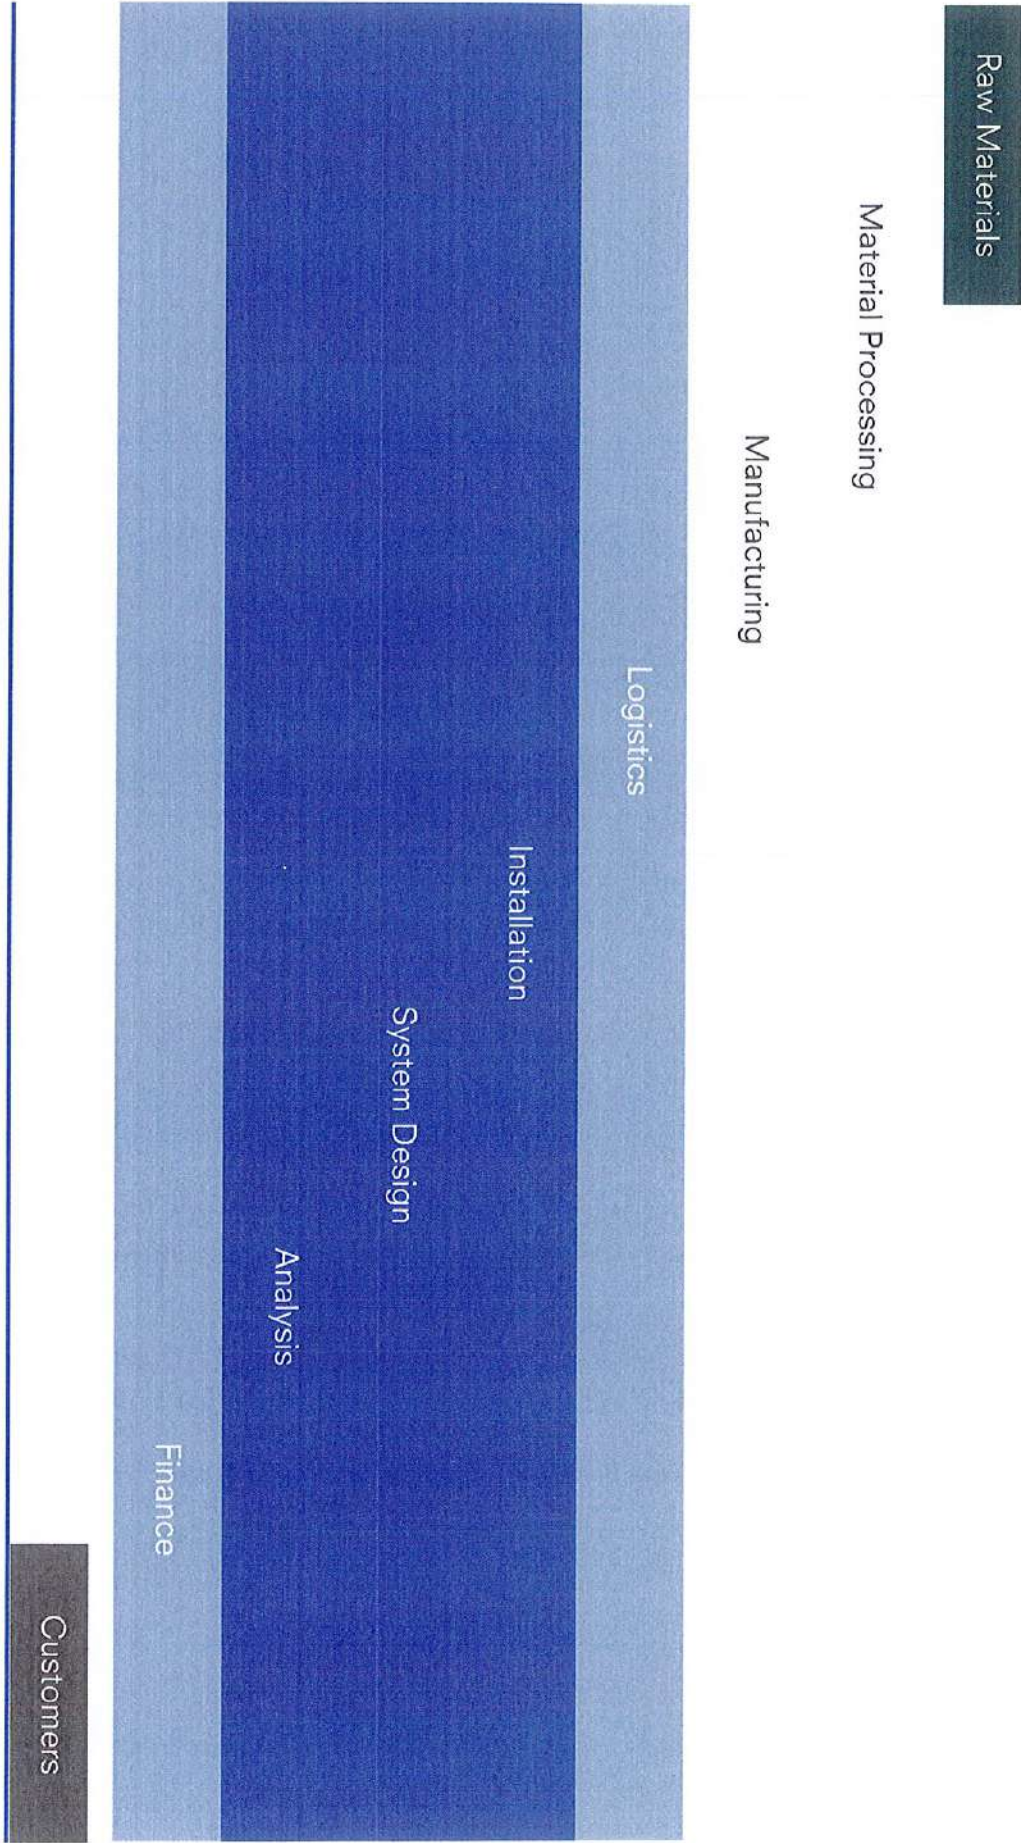 Raw Materials
Material Processing
Manufacturing
Logistics
Installation
System Design
Analysis
Finance
Customers